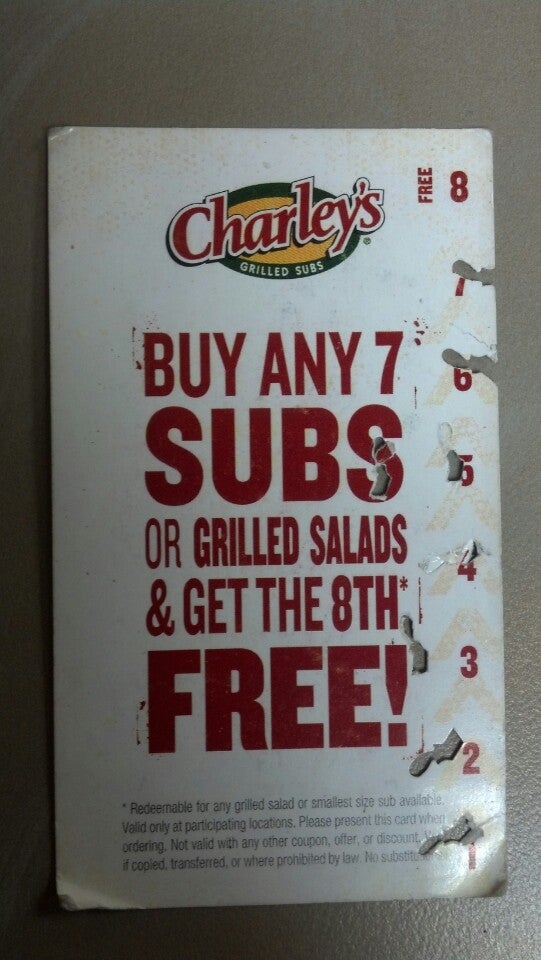 FREE 8
Charley's ®
GRILLED SUBS
7
BUY ANY 7
6
SUBS
5
OR GRILLED SALADS
4
& GET THE 8TH*
3
FREE!
2
* Redeemable for any grilled salad or smallest size sub available.
Valid only at participating locations. Please present this card when
ordering. Not valid with any other coupon, offer, or discount.
if copied, transferred, or where prohibited by law. No